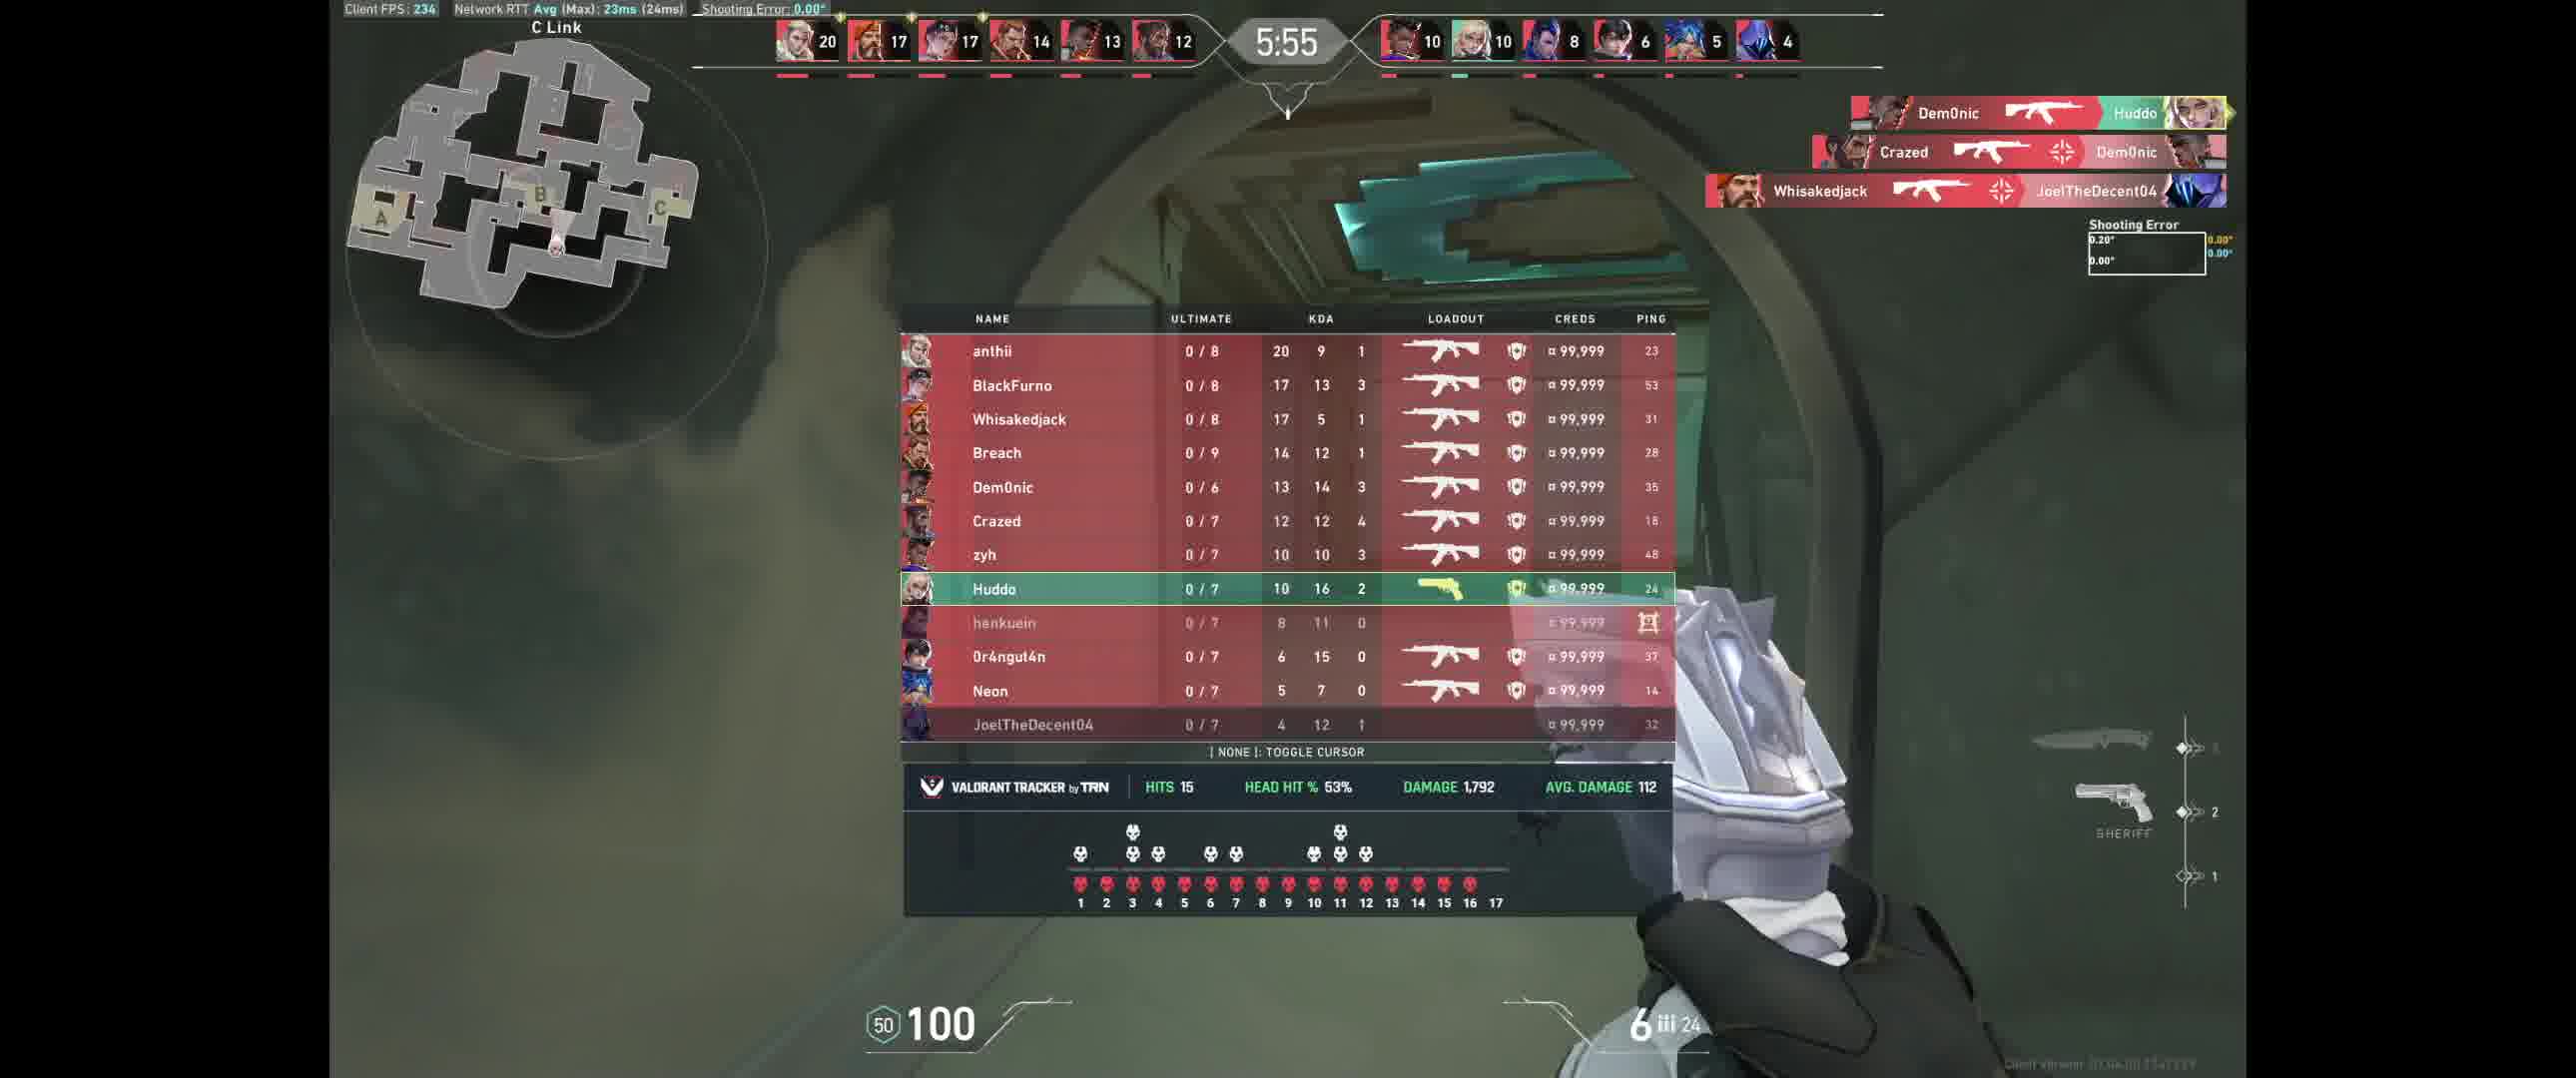 Client FPS: 234 Network RTT Avg (Max): 23ms (24ms) Shooting Error: 0.00°
C Link
20 17 17 14 13 12 5:55 10 10 8 6 5 4
A B C
Dem0nic Huddo
Crazed Dem0nic
Whisakedjack JoelTheDecent04
Shooting Error
0.20° 0.00°
0.00° 0.00°
NAME ULTIMATE KDA LOADOUT CREDS PING
anthii 0 / 8 20 9 1 ¤ 99,999 23
BlackFurno 0 / 8 17 13 3 ¤ 99,999 53
Whisakedjack 0 / 8 17 5 1 ¤ 99,999 31
Breach 0 / 9 14 12 1 ¤ 99,999 28
Dem0nic 0 / 6 13 14 3 ¤ 99,999 35
Crazed 0 / 7 12 12 4 ¤ 99,999 18
zyh 0 / 7 10 10 3 ¤ 99,999 48
Huddo 0 / 7 10 16 2 ¤ 99,999 24
henkuein 0 / 7 8 11 0 ¤ 99,999
0r4ngut4n 0 / 7 6 15 0 ¤ 99,999 37
Neon 0 / 7 5 7 0 ¤ 99,999 14
JoelTheDecent04 0 / 7 4 12 1 ¤ 99,999 32
[ NONE ]: TOGGLE CURSOR
VALORANT TRACKER by TRN HITS 15 HEAD HIT % 53% DAMAGE 1,792 AVG. DAMAGE 112
1 2 3 4 5 6 7 8 9 10 11 12 13 14 15 16 17
2
SHERIFF
1
50 100
6 24